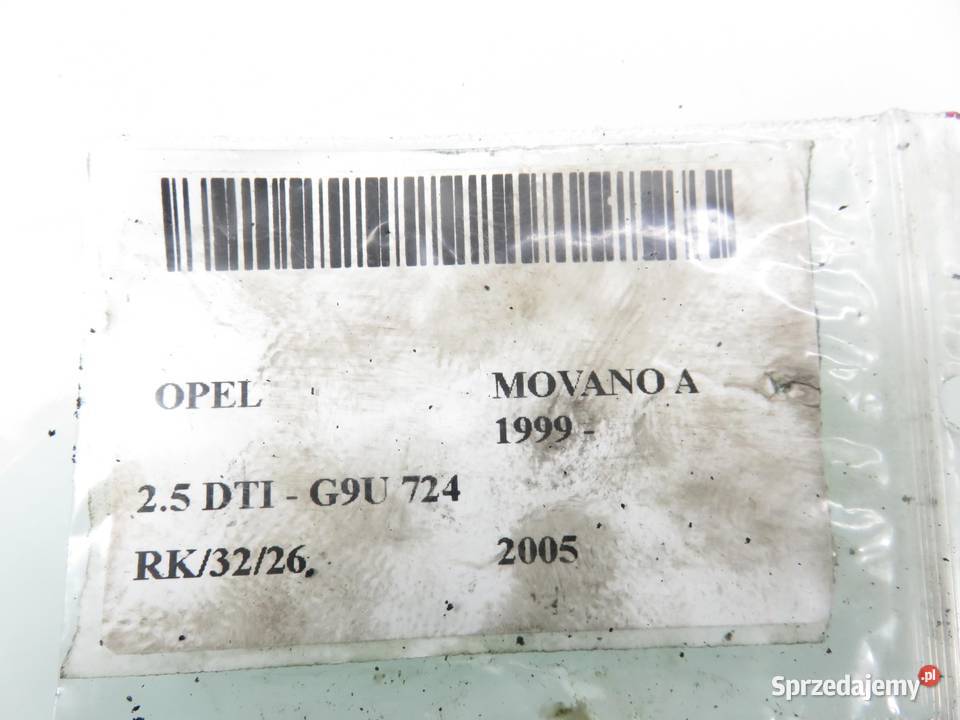 OPEL
MOVANO A
1999 -
2.5 DTI - G9U 724
RK/32/26
2005
Sprzedajemy.pl